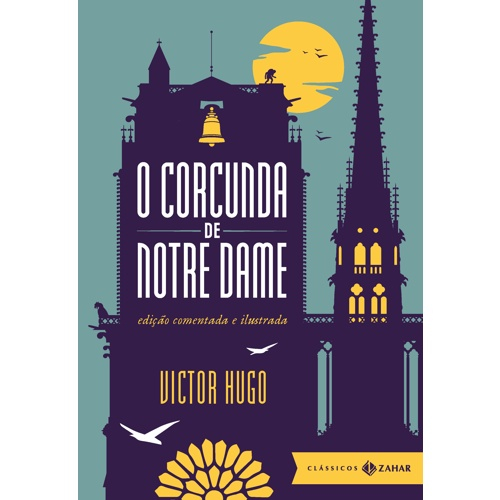 O CORCUNDA
DE
NOTRE DAME
edição comentada e ilustrada
VICTOR HUGO
CLÁSSICOS ZAHAR